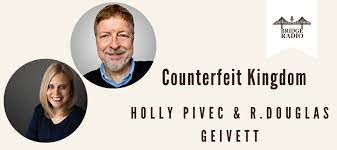 BRIDGE
RADIO
Counterfeit Kingdom
HOLLY PIVEC & R.DOUGLAS
GEIVETT